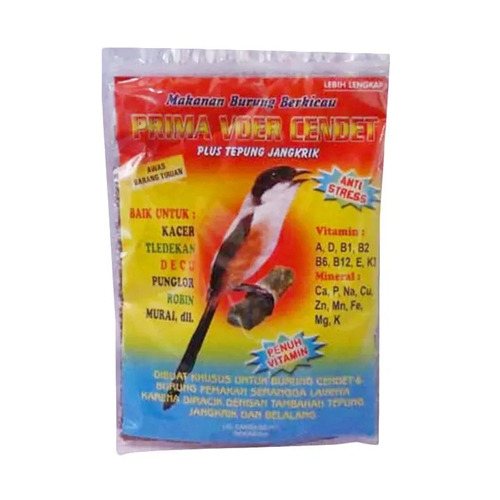 LEBIH LENGKAP
Makanan Burung Berkicau
PRIMA VOER CENDET
PLUS TEPUNG JANGKRIK
AWAS
BARANG TIRUAN
ANTI
STRESS
BAIK UNTUK :
KACER
TLEDEKAN
DECU
PUNGLOR
ROBIN
MURAI, dll.
Vitamin :
A, D, B1, B2
B6, B12, E, K3
Mineral :
Ca, P, Na, Cu,
Zn, Mn, Fe,
Mg, K
PENUH
VITAMIN
DIBUAT KHUSUS UNTUK BURUNG CENDET &
BURUNG PEMAKAN SERANGGA LAINNYA
KARENA DIRACIK DENGAN TAMBAHAN TEPUNG
JANGKRIK DAN BELALANG